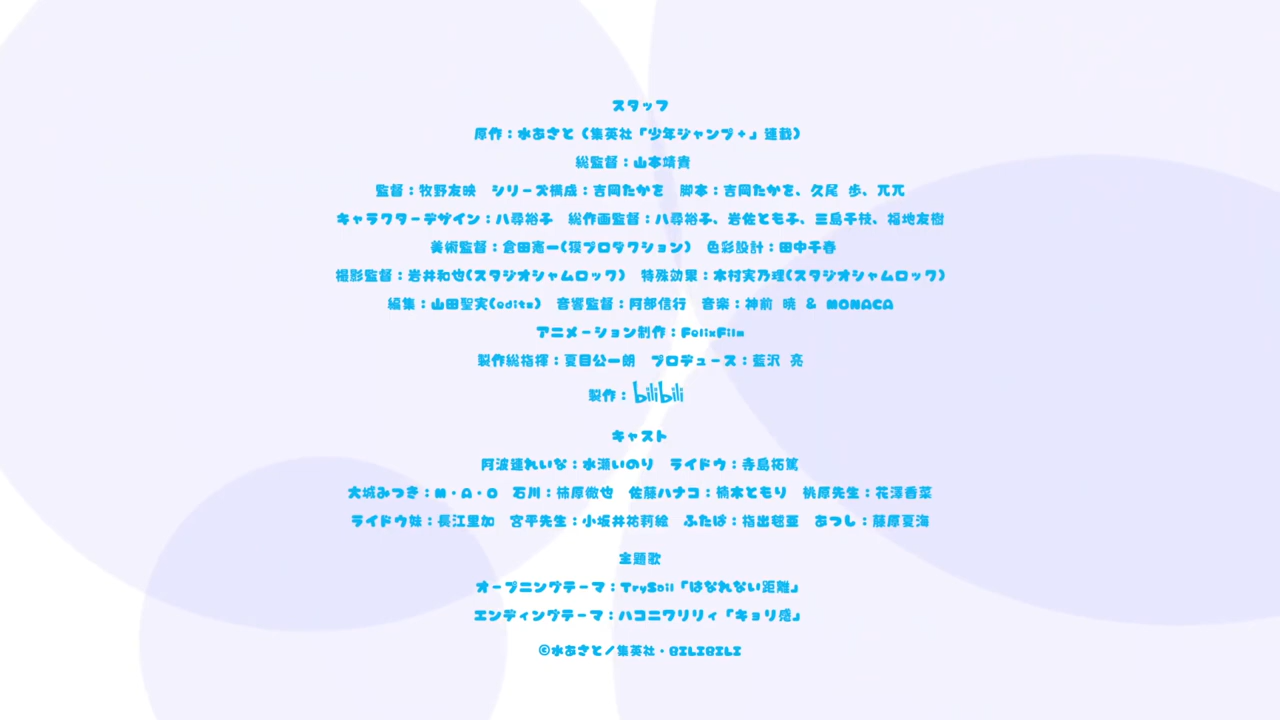 スタッフ
原作：水あさと（集英社「少年ジャンプ＋」連載）
総監督：山本靖貴
監督：牧野友映　シリーズ構成：吉岡たかを　脚本：吉岡たかを、久尾 歩、兀兀
キャラクターデザイン：八尋裕子　総作画監督：八尋裕子、岩佐とも子、三島千枝、福地友樹
美術監督：倉田憲一（獏プロダクション）　色彩設計：田中千春
撮影監督：岩井和也（スタジオシャムロック）　特殊効果：木村実乃理（スタジオシャムロック）
編集：山田聖実（editz）　音響監督：阿部信行　音楽：神前 暁 & MONACA
アニメーション制作：FelixFilm
製作総指揮：夏目公一朗　プロデュース：藍沢 亮
製作：bilibili
キャスト
阿波連れいな：水瀬いのり　ライドウ：寺島拓篤
大城みつき：M・A・O　石川：柿原徹也　佐藤ハナコ：楠木ともり　桃原先生：花澤香菜
ライドウ妹：長江里加　宮平先生：小坂井祐莉絵　ふたば：指出毬亜　あつし：藤原夏海
主題歌
オープニングテーマ：TrySail「はなれない距離」
エンディングテーマ：ハコニワリリィ「キョリ感」
©水あさと／集英社・BILIBILI